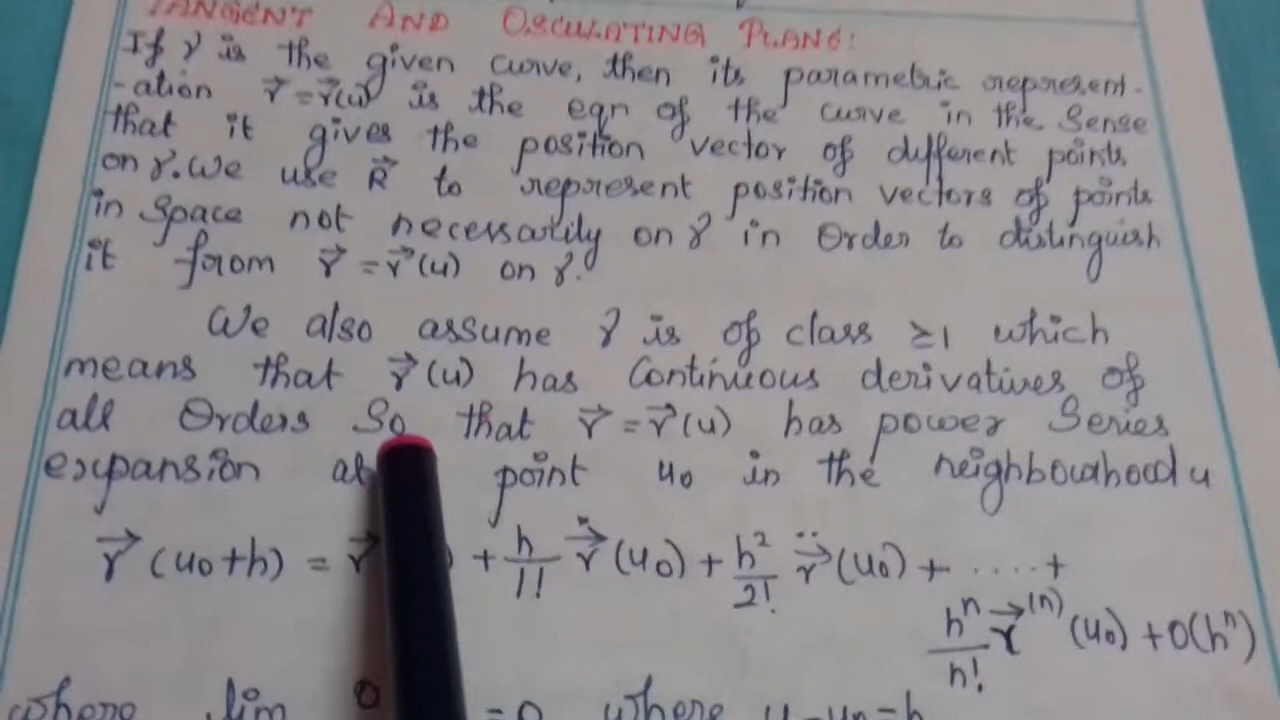 TANGENT AND OSCULATING PLANE:
If γ is the given curve, then its parametric represent-
-ation r⃗ = r⃗(u) is the eqn of the curve in the sense
that it gives the position vector of different points
on γ. We use R⃗ to represent position vectors of points
in space not necessarily on γ in Order to distinguish
it from r⃗ = r⃗(u) on γ.
We also assume γ is of class ≥1 which
means that r⃗(u) has Continuous derivatives of
all Orders So that r⃗ = r⃗(u) has power Series
expansion at point u₀ in the neighbourhood u
r⃗(u₀+h) = r⃗ ) + h/1! ṙ⃗(u₀) + h²/2! r̈⃗(u₀) + ..... +
hⁿ/n! r⃗⁽ⁿ⁾(u₀) + O(hⁿ)
where lim = 0 where u-u₀=h